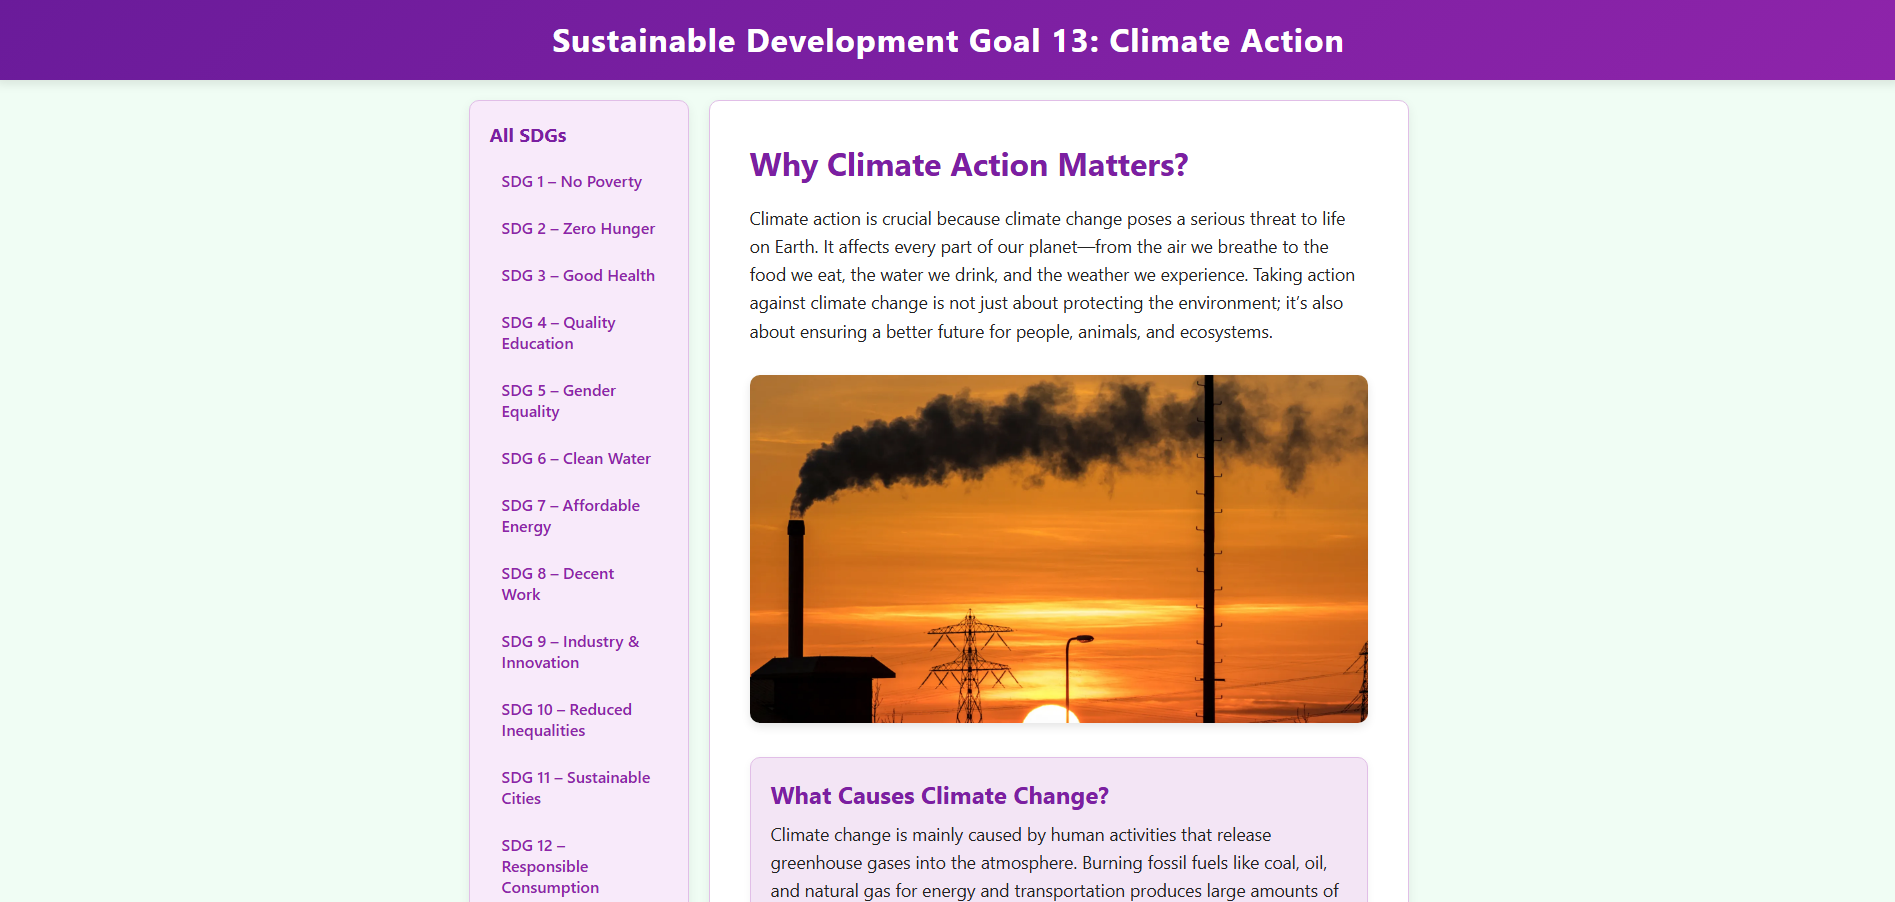 Sustainable Development Goal 13: Climate Action
All SDGs
SDG 1 – No Poverty
SDG 2 – Zero Hunger
SDG 3 – Good Health
SDG 4 – Quality
Education
SDG 5 – Gender
Equality
SDG 6 – Clean Water
SDG 7 – Affordable
Energy
SDG 8 – Decent
Work
SDG 9 – Industry &
Innovation
SDG 10 – Reduced
Inequalities
SDG 11 – Sustainable
Cities
SDG 12 –
Responsible
Consumption
Why Climate Action Matters?
Climate action is crucial because climate change poses a serious threat to life
on Earth. It affects every part of our planet—from the air we breathe to the
food we eat, the water we drink, and the weather we experience. Taking action
against climate change is not just about protecting the environment; it’s also
about ensuring a better future for people, animals, and ecosystems.
What Causes Climate Change?
Climate change is mainly caused by human activities that release
greenhouse gases into the atmosphere. Burning fossil fuels like coal, oil,
and natural gas for energy and transportation produces large amounts of